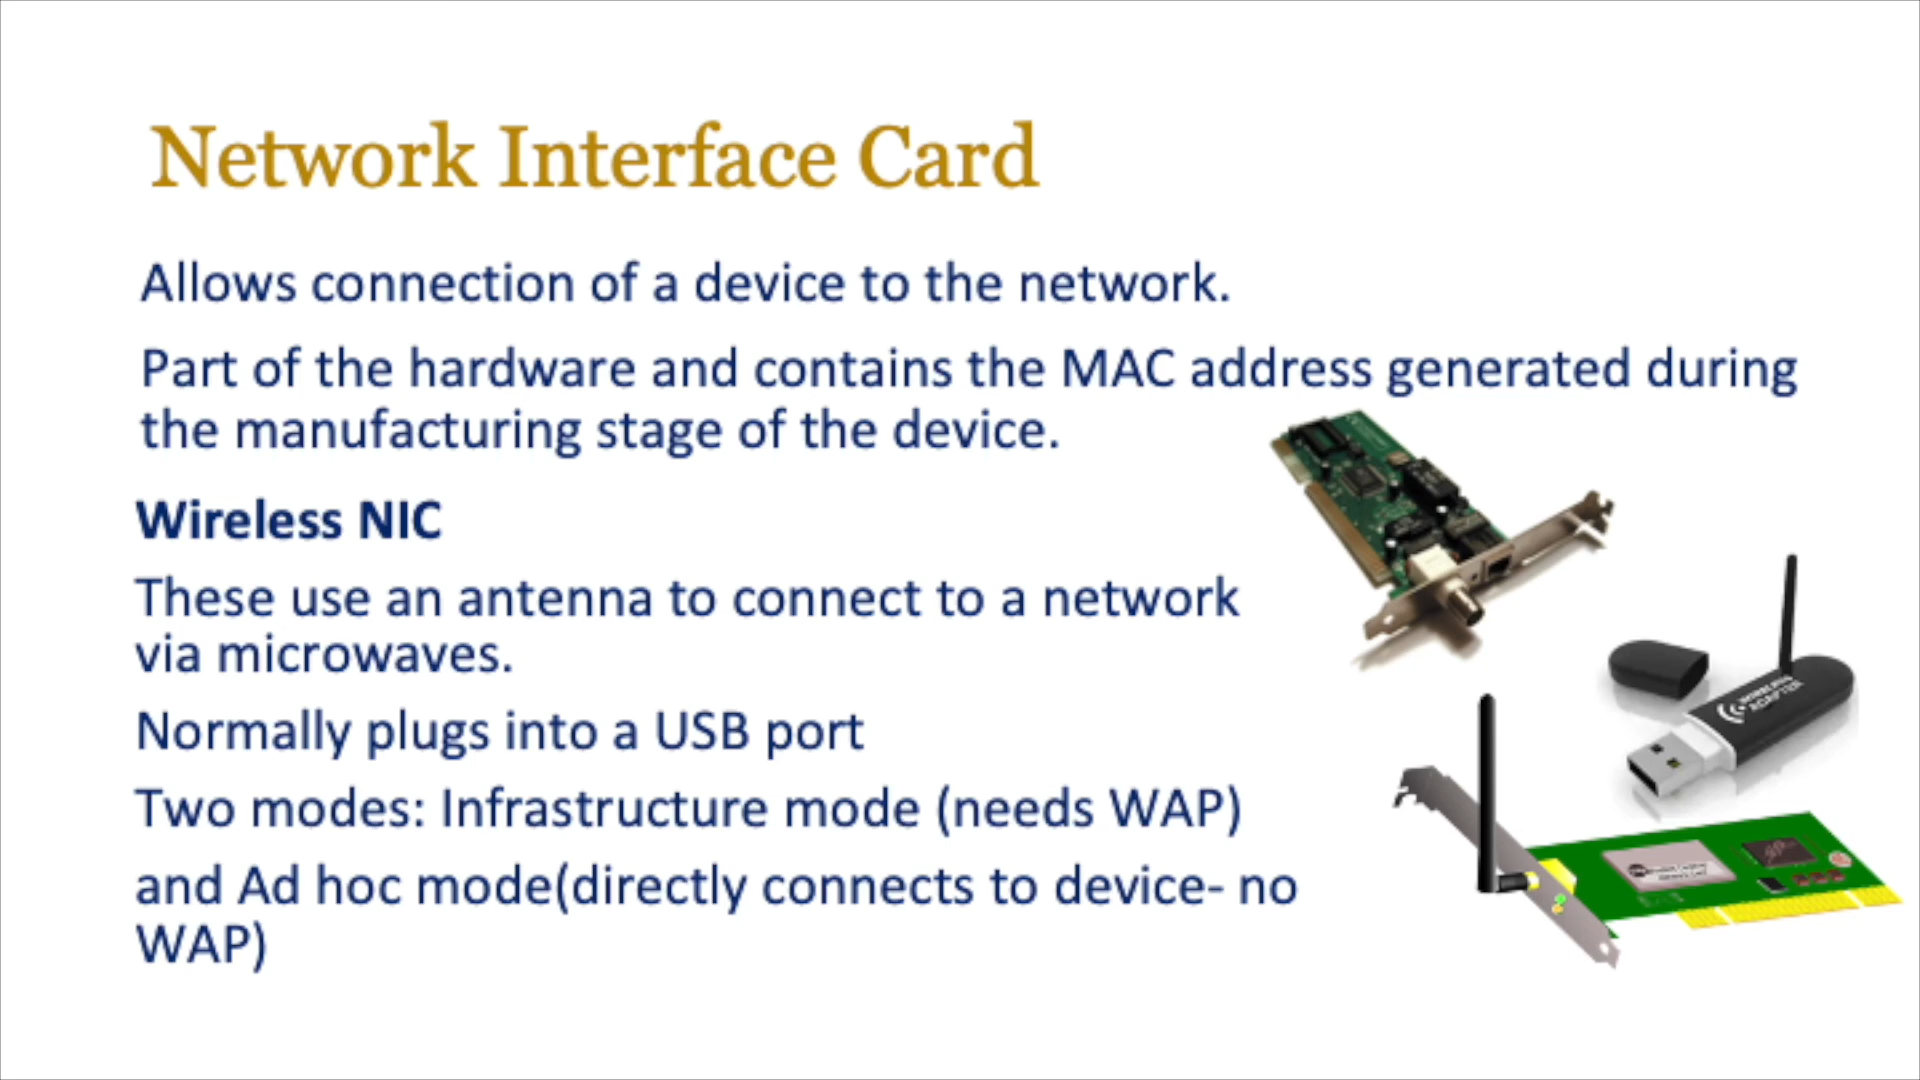 Network Interface Card
Allows connection of a device to the network.
Part of the hardware and contains the MAC address generated during
the manufacturing stage of the device.
Wireless NIC
These use an antenna to connect to a network
via microwaves.
Normally plugs into a USB port
Two modes: Infrastructure mode (needs WAP)
and Ad hoc mode(directly connects to device- no
WAP)
WIRELESS
ADAPTER